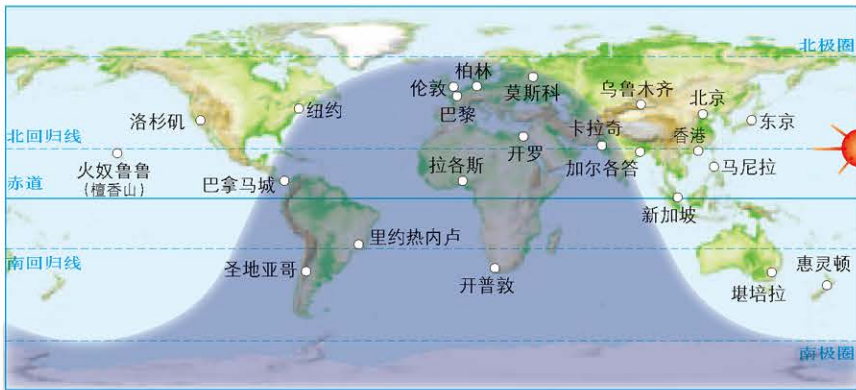 北极圈
柏林
伦敦
莫斯科
乌鲁木齐
北京
巴黎
洛杉矶
纽约
东京
卡拉奇
香港
北回归线
开罗
加尔各答
马尼拉
火奴鲁鲁
(檀香山)
拉各斯
赤道
巴拿马城
新加坡
里约热内卢
南回归线
圣地亚哥
惠灵顿
开普敦
堪培拉
南极圈